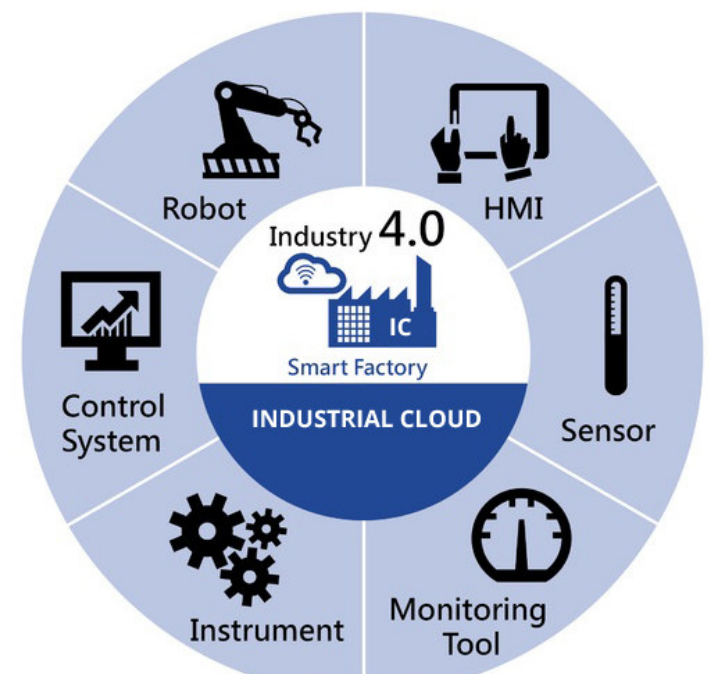 Robot
HMI
Industry 4.0
IC
Smart Factory
INDUSTRIAL CLOUD
Control
System
Sensor
Instrument
Monitoring
Tool